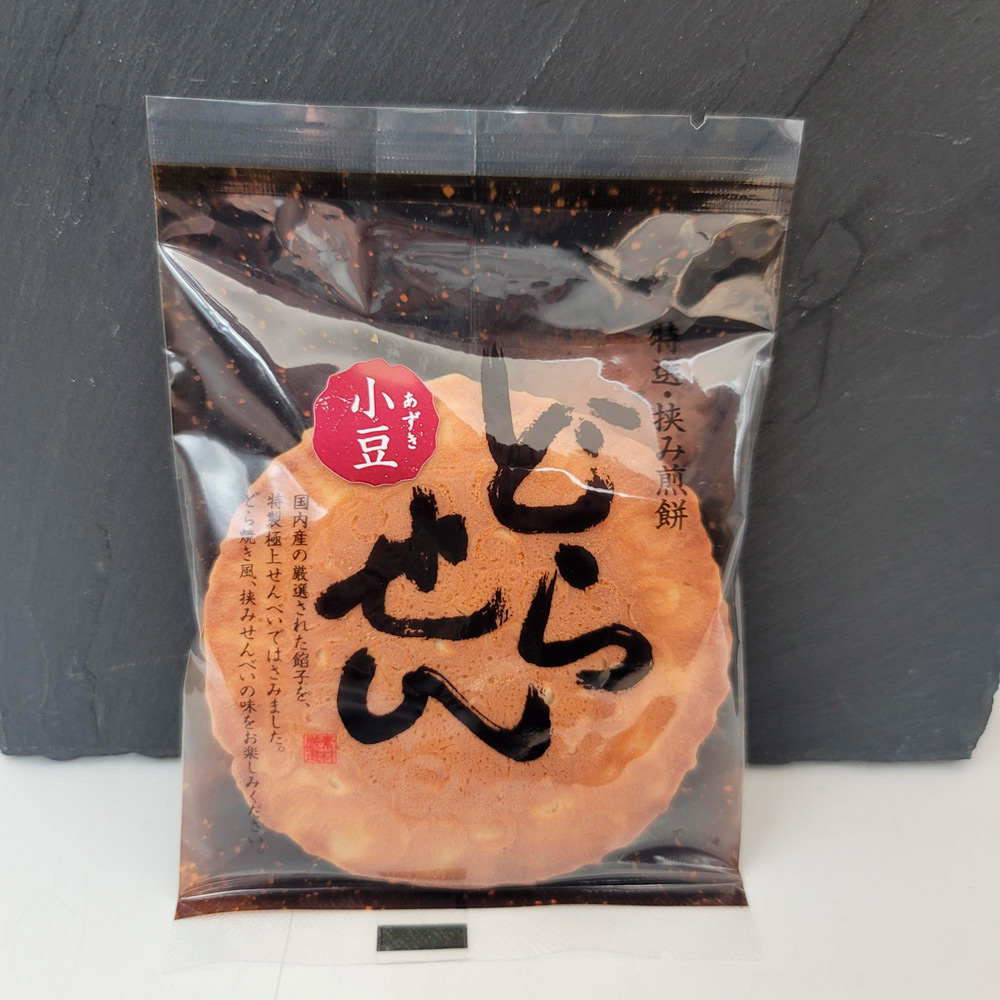 特選・挟み煎餅
どら
せん
あずき
小豆
国内産の厳選された餡子を、
特製極上せんべいではさみました。
どら焼き風、挟みせんべいの味をお楽しみください。